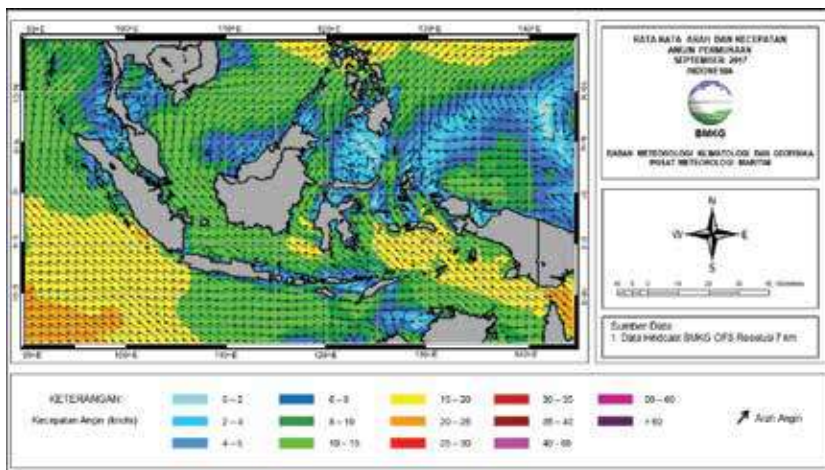 RATA-RATA ARAH DAN KECEPATAN
ANGIN PERMUKAAN
SEPTEMBER 2017
INDONESIA
BMKG
BADAN METEOROLOGI KLIMATOLOGI DAN GEOFISIKA
PUSAT METEOROLOGI MARITIM
N
W E
S
Sumber Data
1. Data Hindcast BMKG OFS Resolusi 7 km
KETERANGAN:
Kecepatan Angin (knots)
0 - 2
2 - 4
4 - 6
6 - 8
8 - 10
10 - 15
15 - 20
20 - 25
25 - 30
30 - 35
35 - 40
40 - 50
50 - 60
> 60
Arah Angin